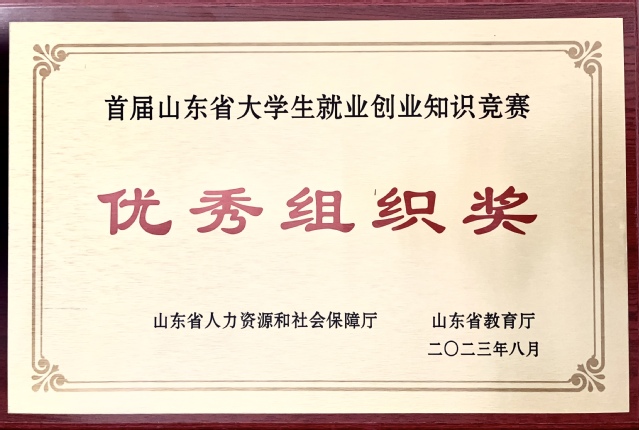 首届山东省大学生就业创业知识竞赛
优秀组织奖
山东省人力资源和社会保障厅 山东省教育厅
二〇二三年八月